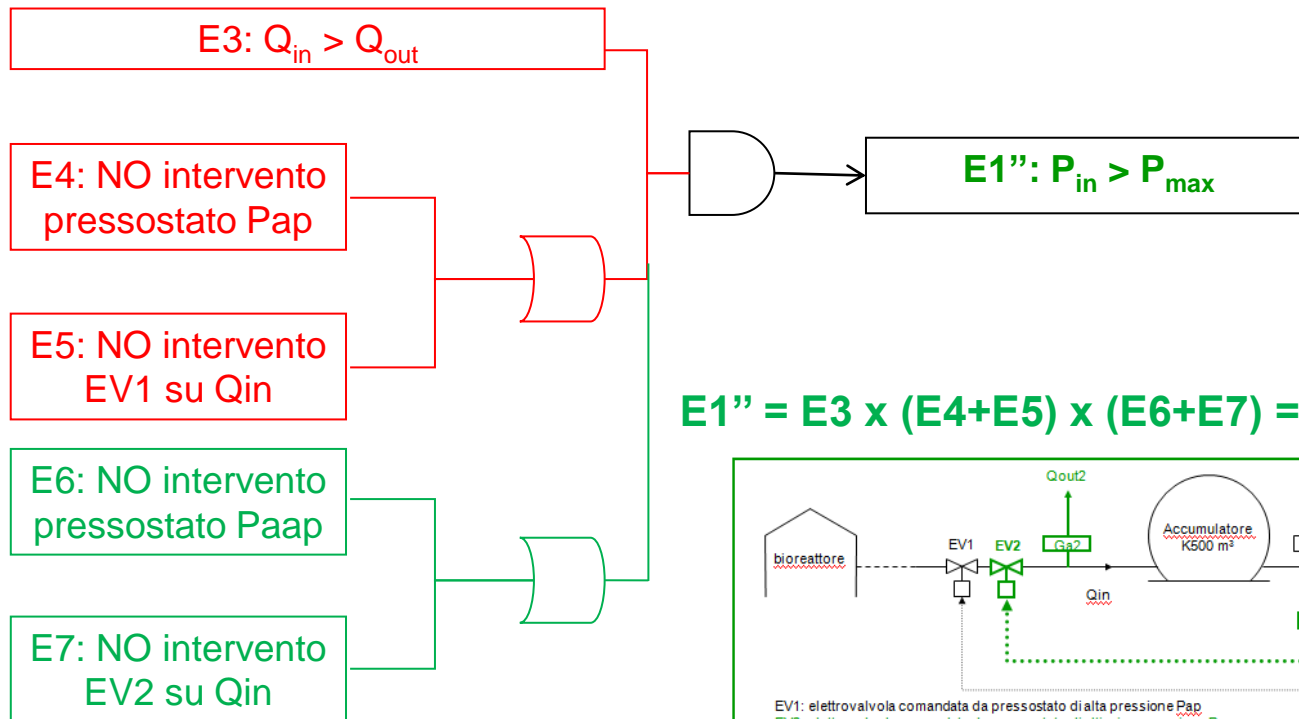 E3: Qin > Qout
E4: NO intervento
pressostato Pap
E5: NO intervento
EV1 su Qin
E6: NO intervento
pressostato Paap
E7: NO intervento
EV2 su Qin
E1”: Pin > Pmax
E1” = E3 x (E4+E5) x (E6+E7) =
Qout2
Accumulatore
K500 m³
bioreattore
EV1
EV2
Ga2
Qin
EV1: elettrovalvola comandata da pressostato di alta pressione Pap